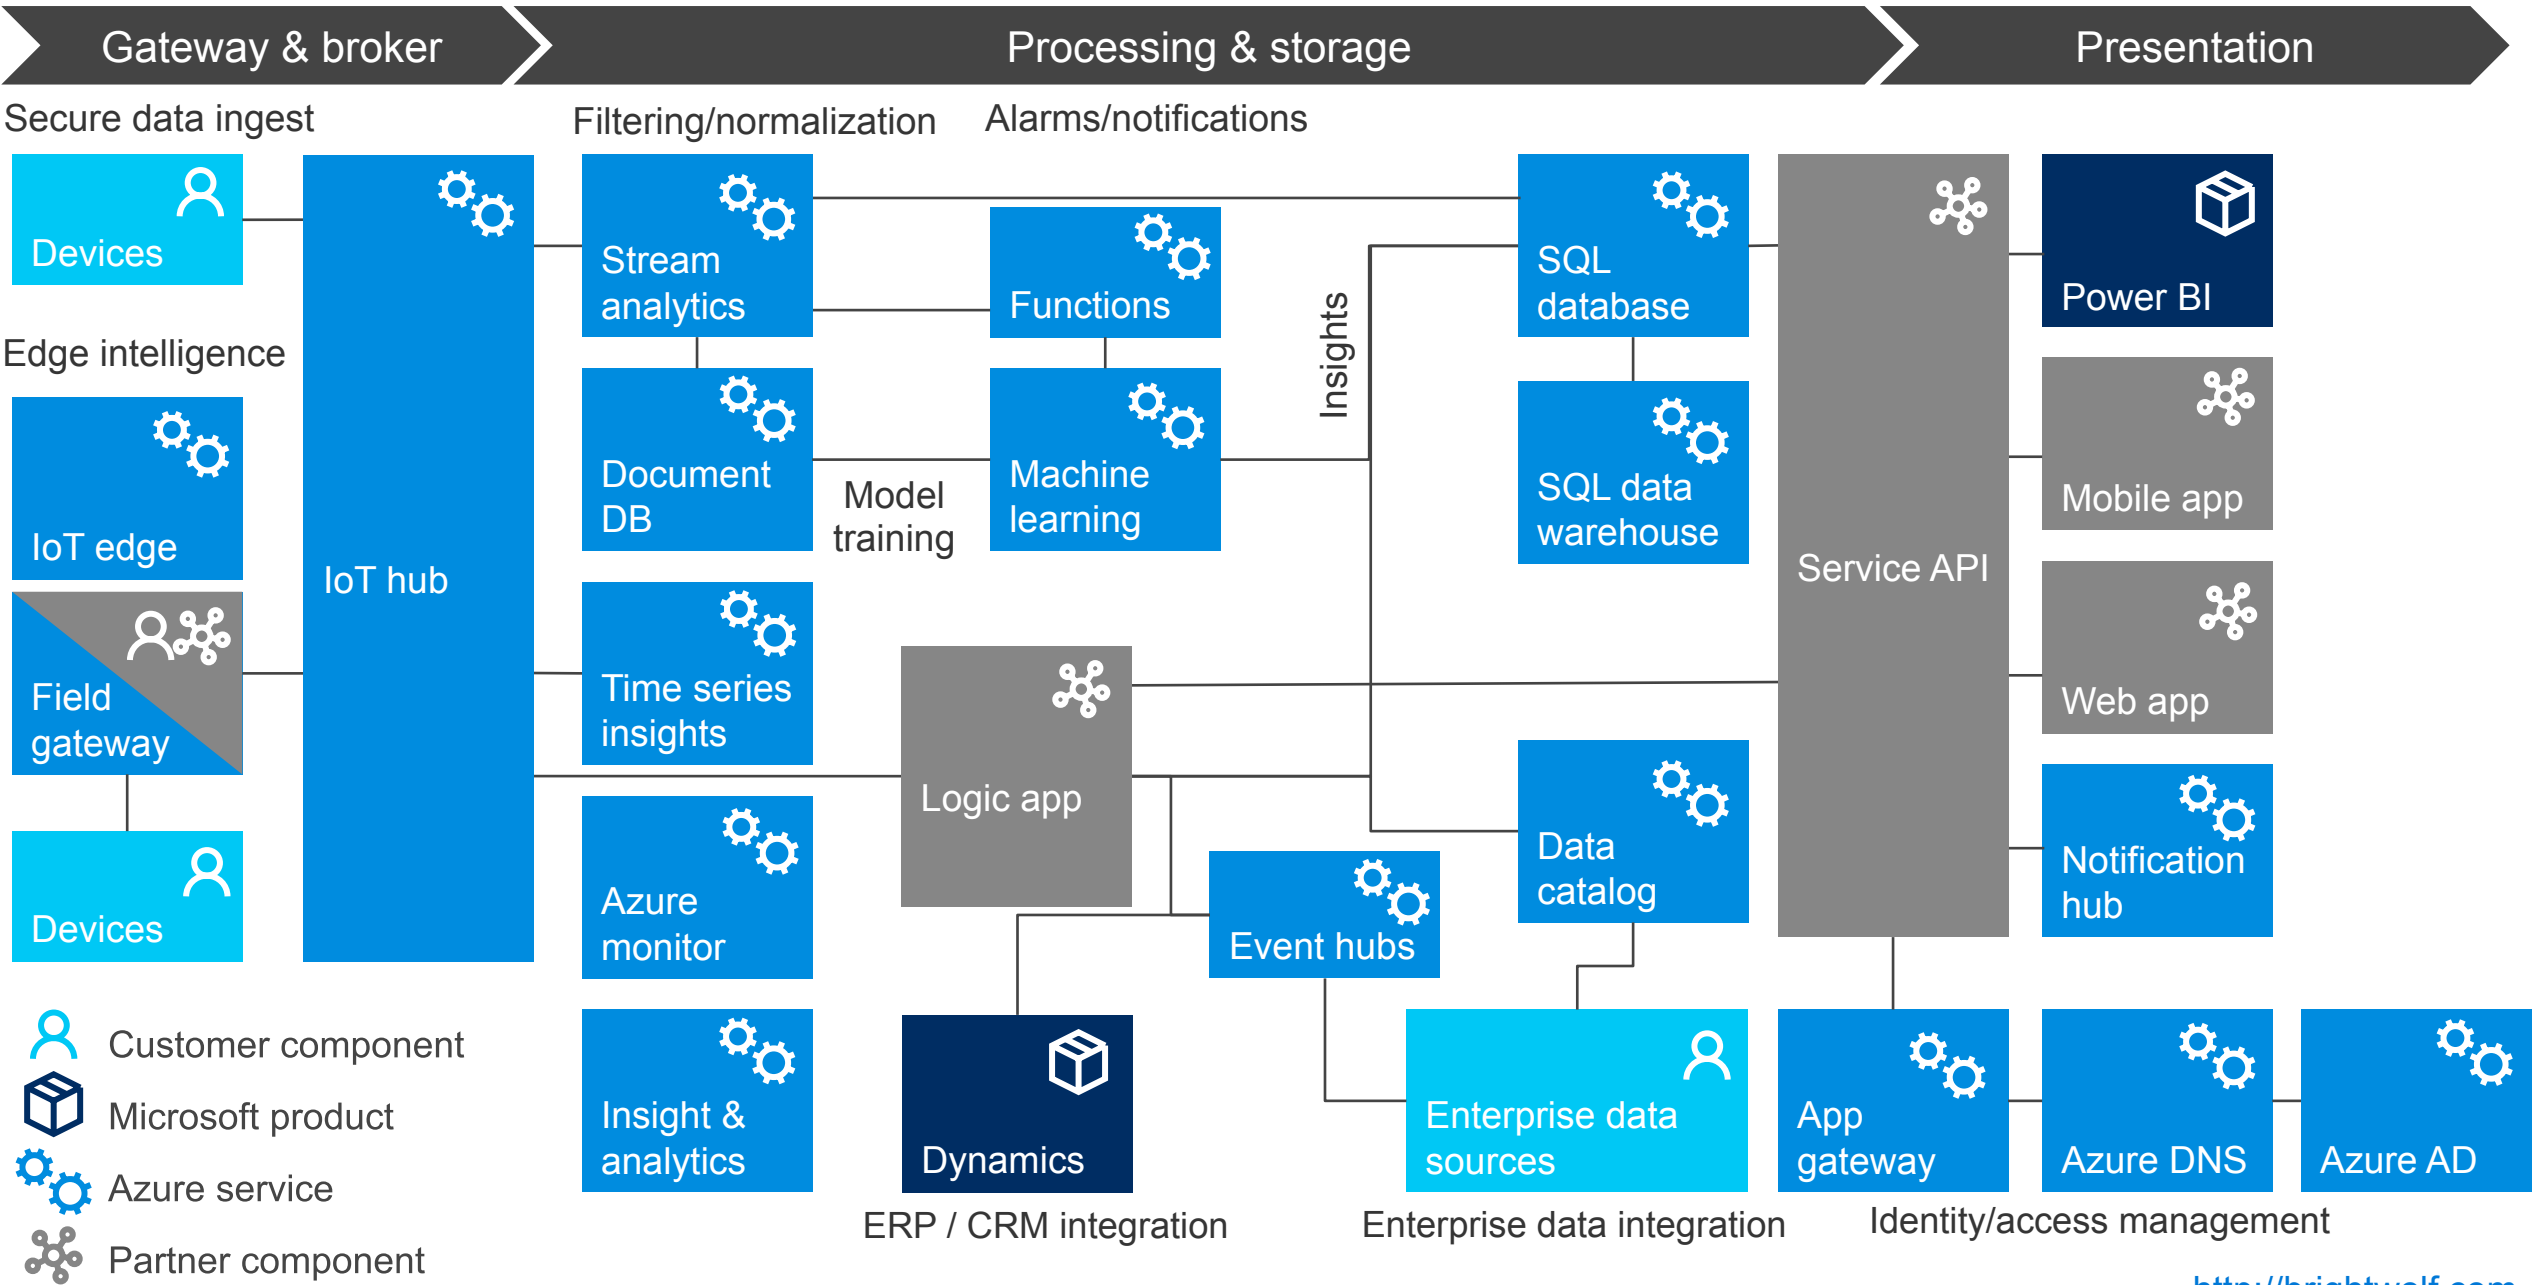 Gateway & broker
Processing & storage
Presentation
Secure data ingest
Filtering/normalization
Alarms/notifications
Devices
Edge intelligence
IoT edge
Field
gateway
Devices
IoT hub
Stream
analytics
Functions
Document
DB
Model
training
Machine
learning
Insights
Time series
insights
Azure
monitor
Insight &
analytics
Logic app
Event hubs
Dynamics
ERP / CRM integration
SQL
database
SQL data
warehouse
Data
catalog
Enterprise data
sources
Enterprise data integration
Service API
Power BI
Mobile app
Web app
Notification
hub
App
gateway
Azure DNS
Azure AD
Identity/access management
Customer component
Microsoft product
Azure service
Partner component
http://brightwolf.com